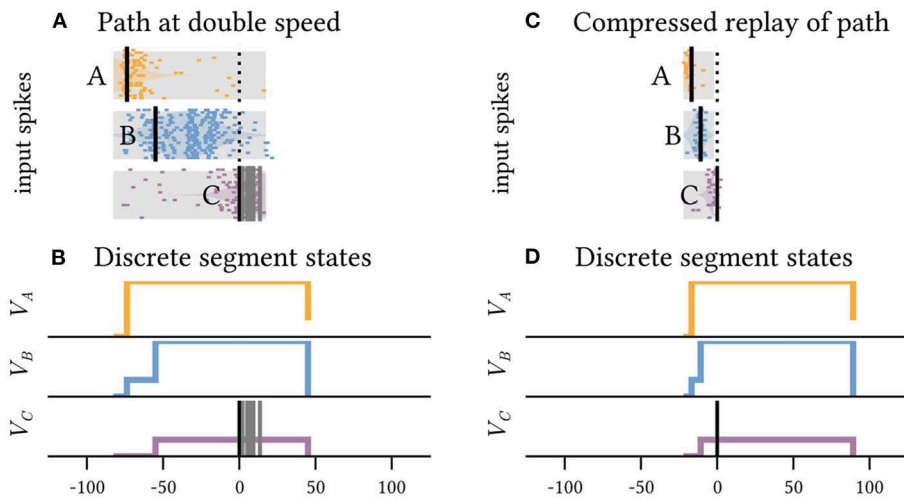 A Path at double speed
input spikes
A
B
C
B Discrete segment states
V_A
V_B
V_C
-100 -50 0 50 100
C Compressed replay of path
input spikes
A
B
C
D Discrete segment states
V_A
V_B
V_C
-100 -50 0 50 100